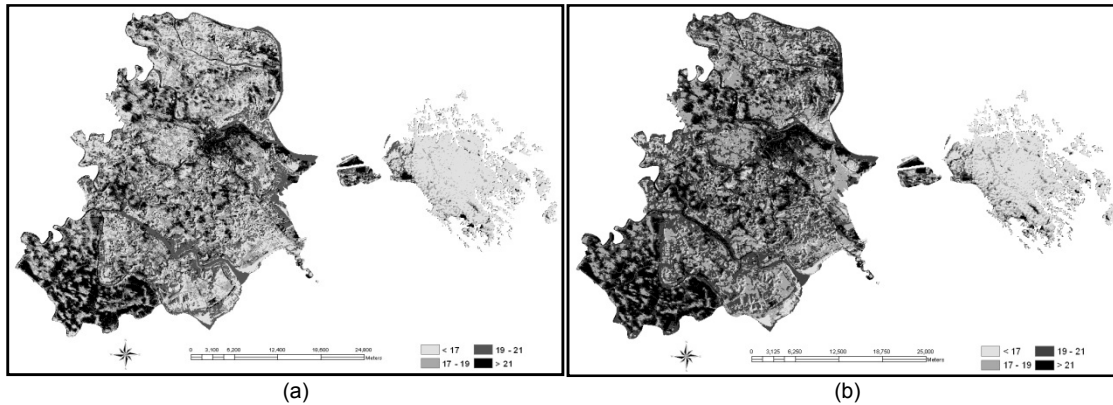 0 3,100 6,200 12,400 18,600 24,800
Meters
< 17 19 - 21
17 - 19 > 21
(a)
0 3,125 6,250 12,500 18,750 25,000
Meters
< 17 19 - 21
17 - 19 > 21
(b)